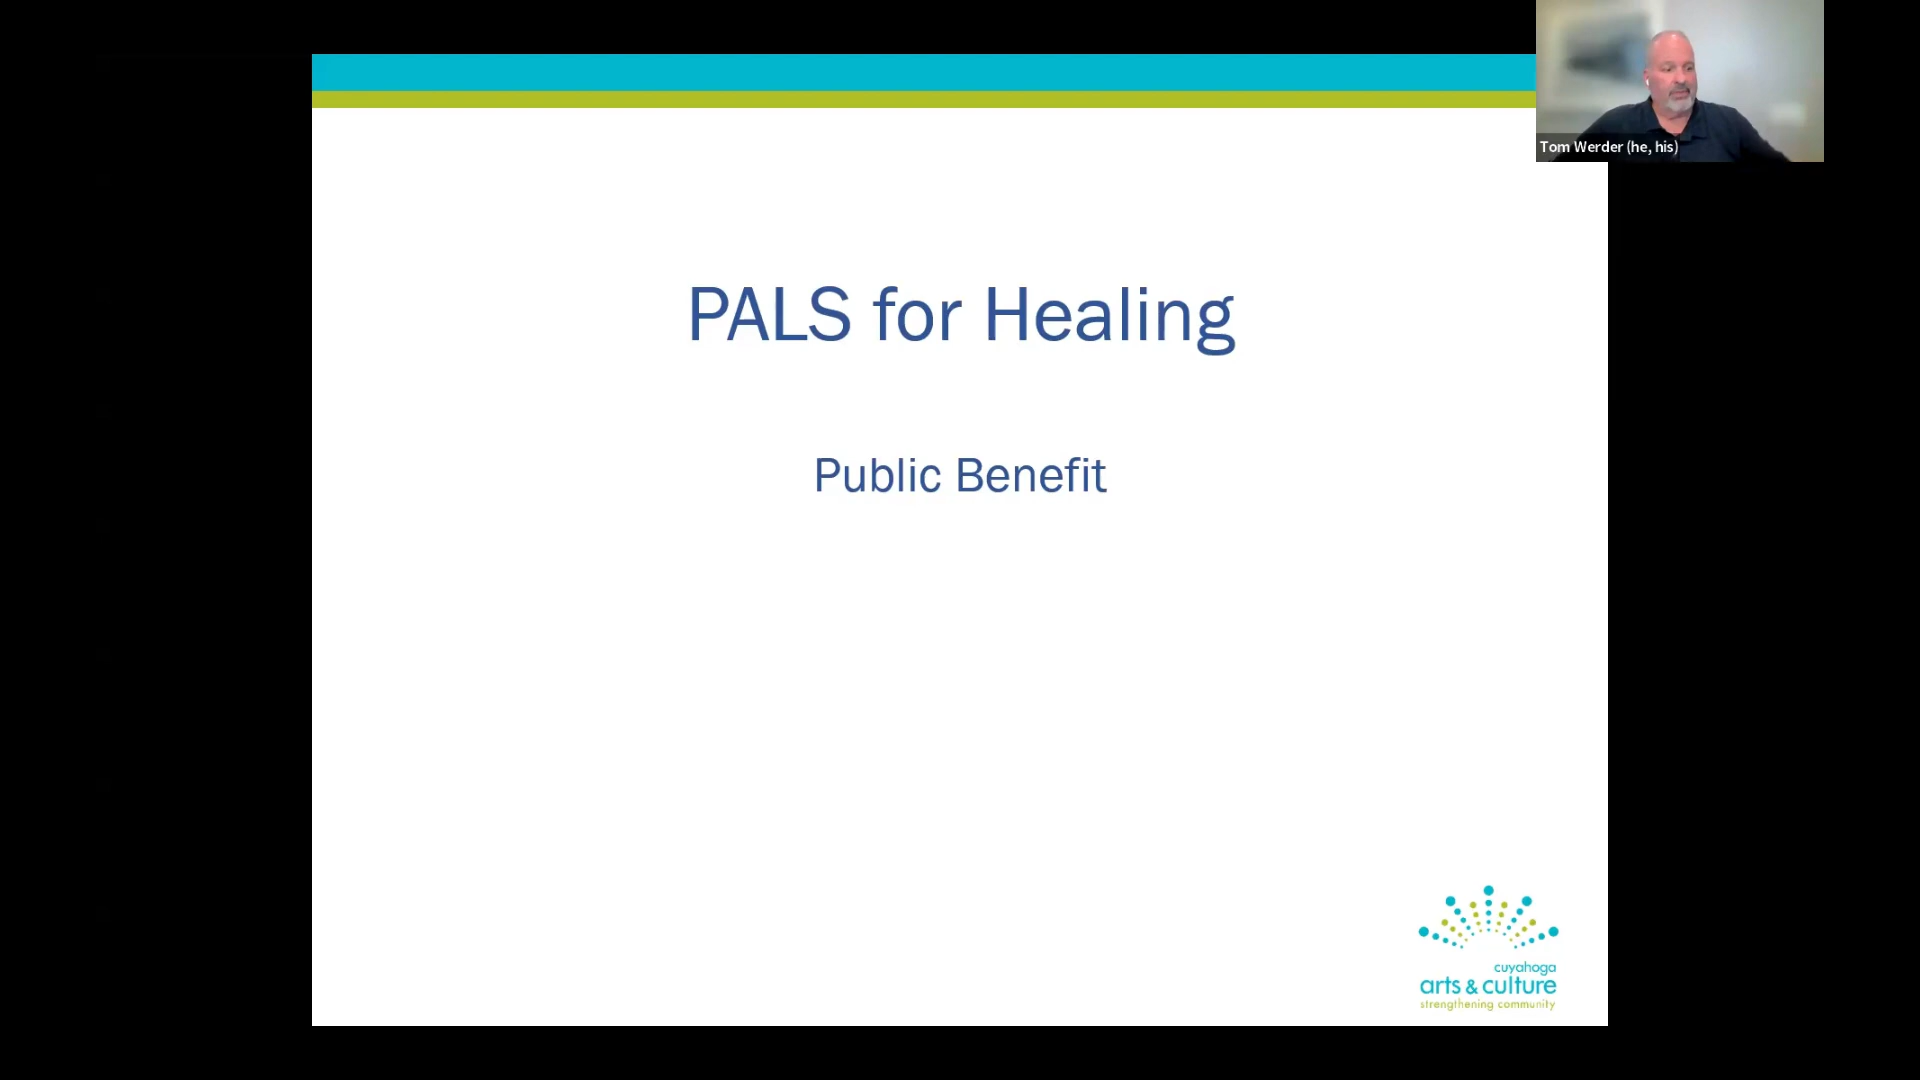 Tom Werder (he, his)
PALS for Healing
Public Benefit
cuyahoga
arts & culture
strengthening community